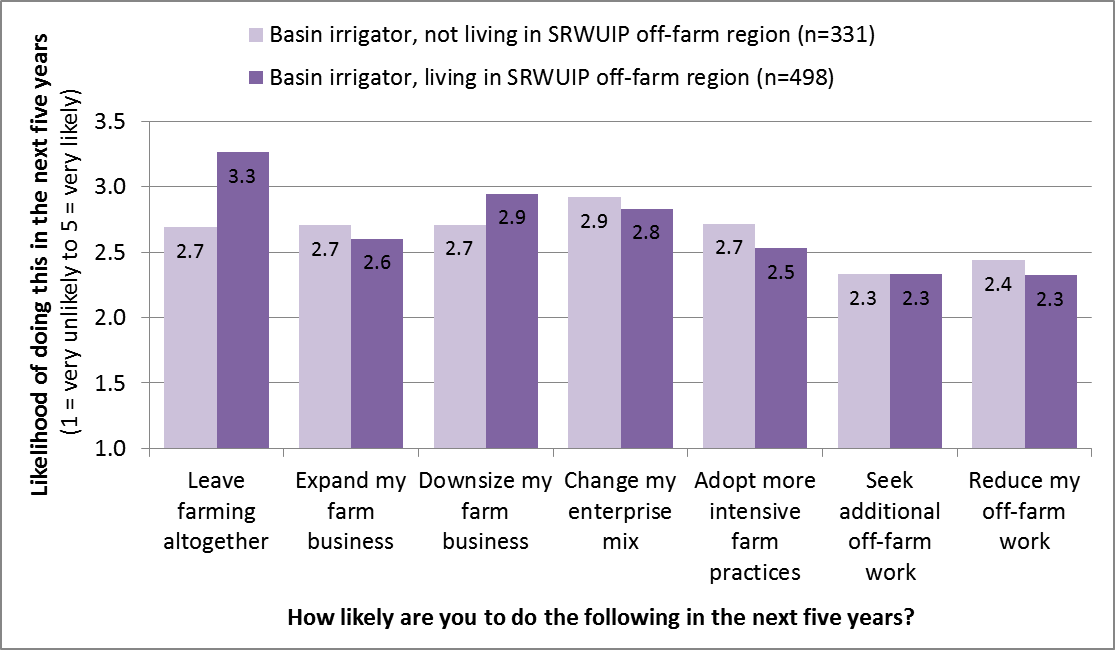 Basin irrigator, not living in SRWUIP off-farm region (n=331)
Basin irrigator, living in SRWUIP off-farm region (n=498)
Likelihood of doing this in the next five years
(1 = very unlikely to 5 = very likely)
3.5
3.0
2.5
2.0
1.5
1.0
2.7
3.3
2.7
2.6
2.7
2.9
2.9
2.8
2.7
2.5
2.3
2.3
2.4
2.3
Leave
farming
altogether
Expand my
farm
business
Downsize my
farm
business
Change my
enterprise
mix
Adopt more
intensive
farm
practices
Seek
additional
off-farm
work
Reduce my
off-farm
work
How likely are you to do the following in the next five years?